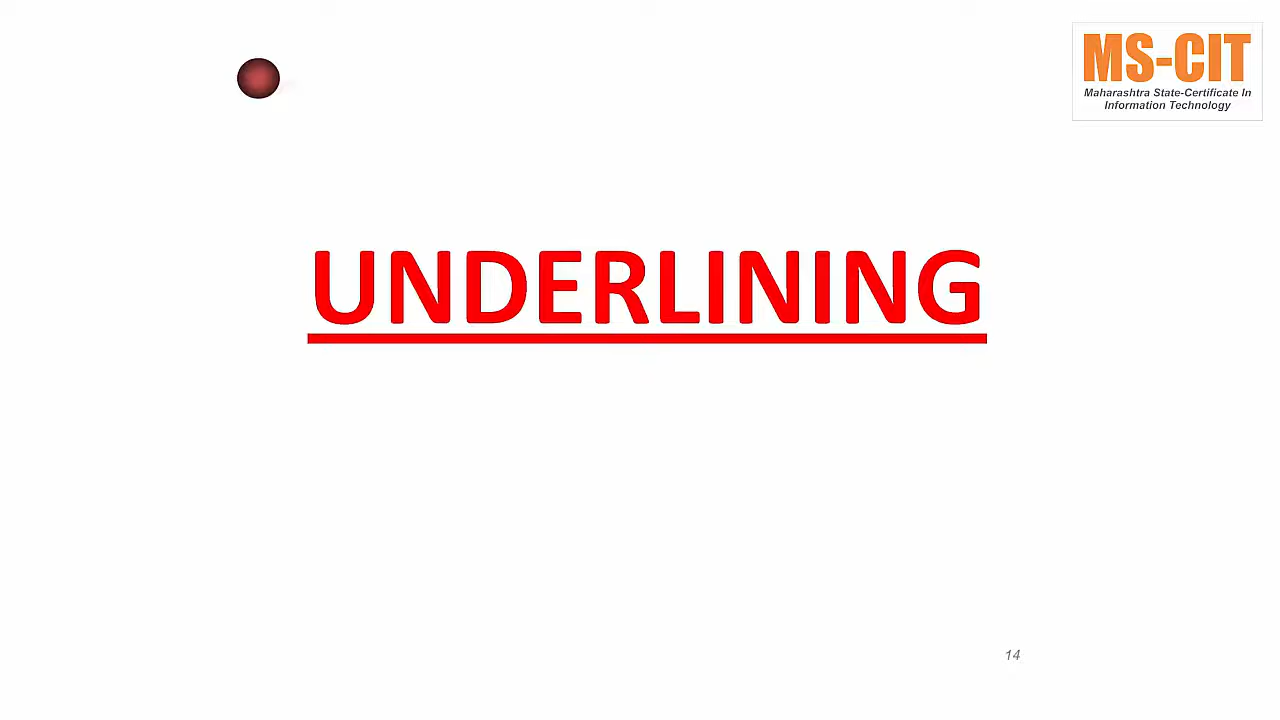 MS-CIT
Maharashtra State-Certificate In
Information Technology
UNDERLINING
14